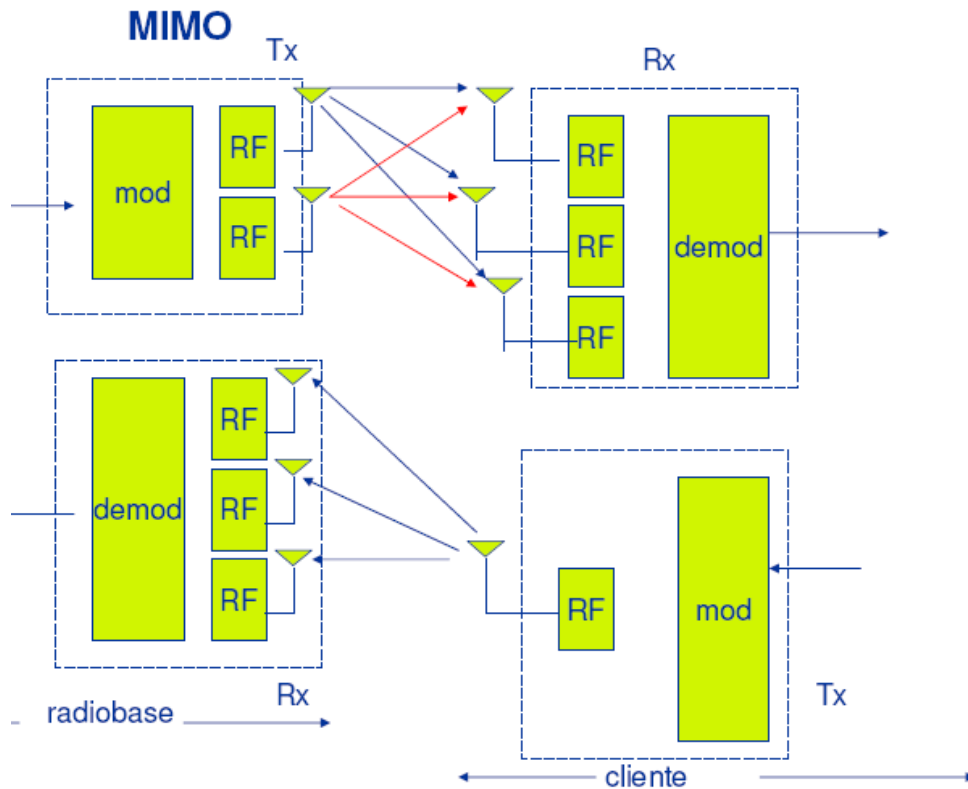 MIMO
Tx
Rx
RF
mod
RF
RF
RF
demod
RF
RF
demod
RF
RF
RF
mod
Rx
Tx
radiobase
cliente